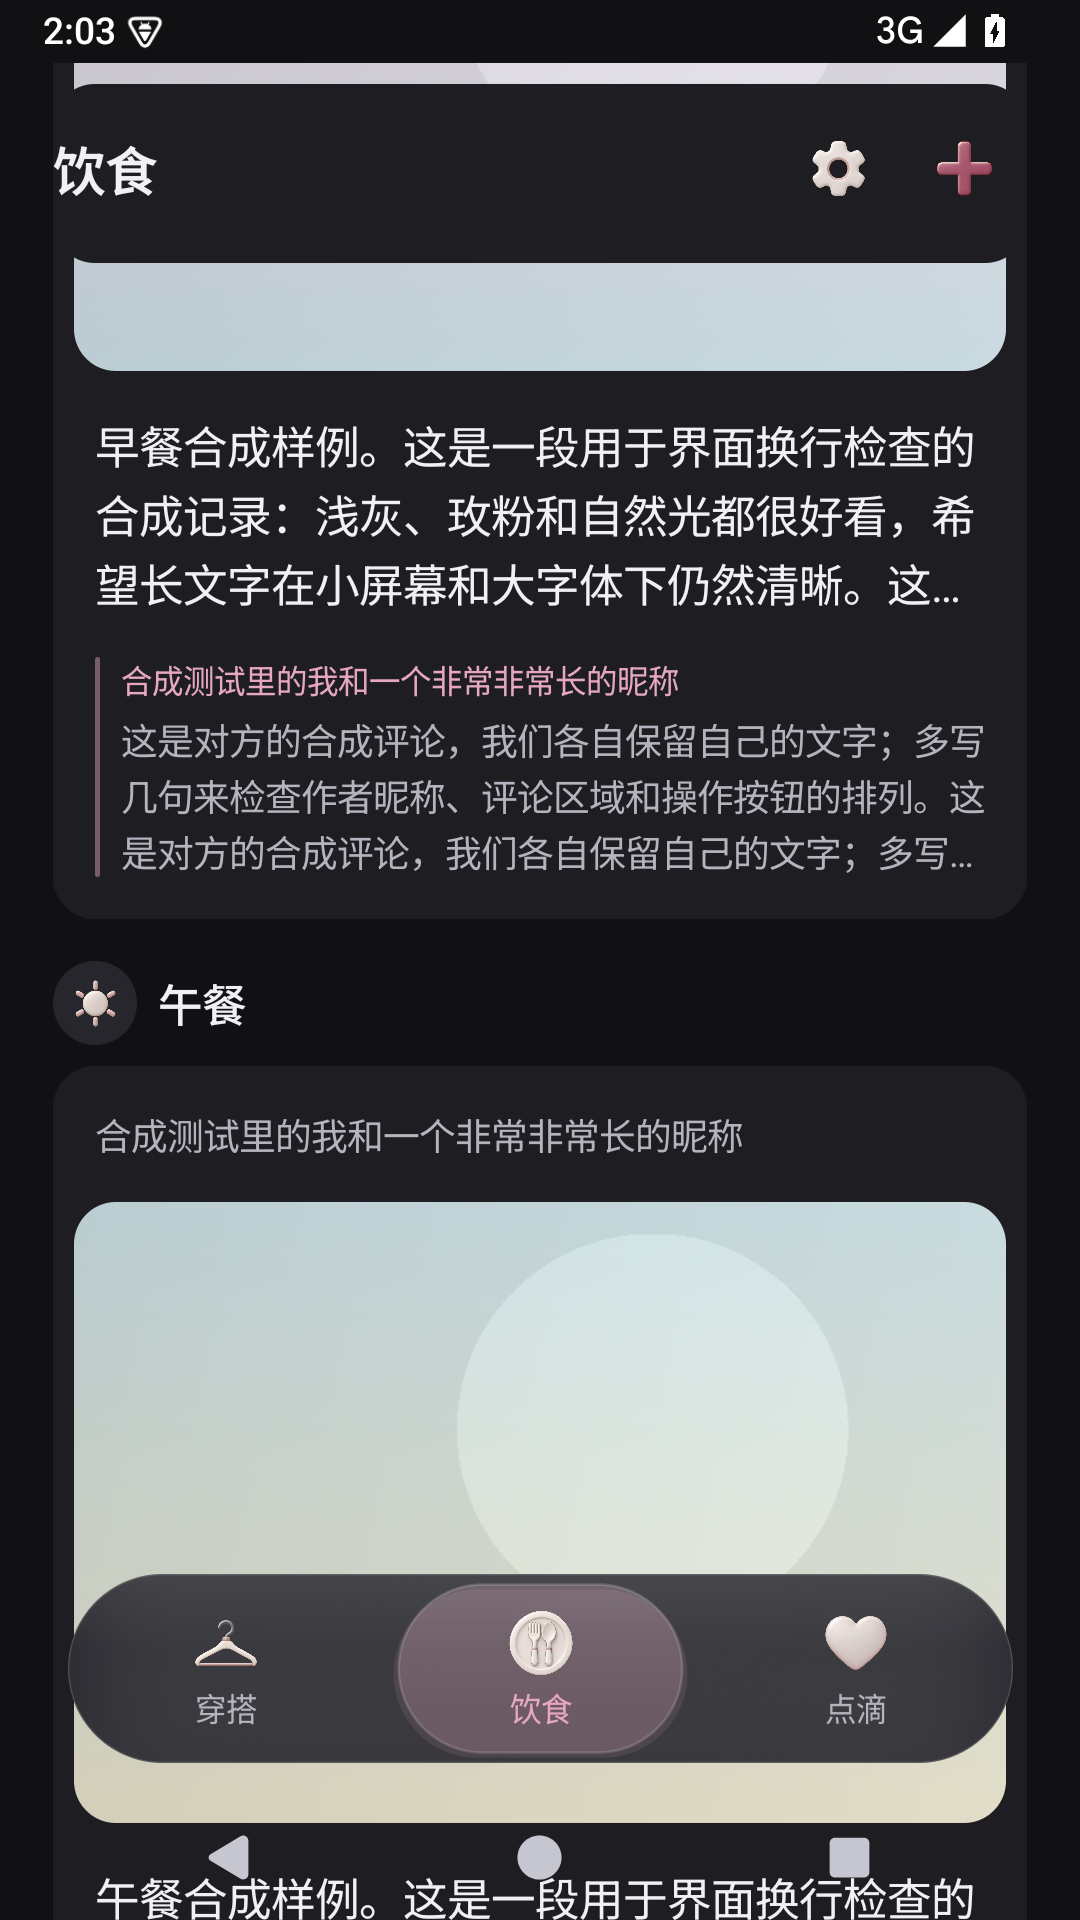 2:03
3G
饮食
早餐合成样例。这是一段用于界面换行检查的
合成记录：浅灰、玫粉和自然光都很好看，希
望长文字在小屏幕和大字体下仍然清晰。这…
合成测试里的我和一个非常非常长的昵称
这是对方的合成评论，我们各自保留自己的文字；多写
几句来检查作者昵称、评论区域和操作按钮的排列。这
是对方的合成评论，我们各自保留自己的文字；多写…
午餐
合成测试里的我和一个非常非常长的昵称
穿搭
饮食
点滴
午餐合成样例。这是一段用于界面换行检查的